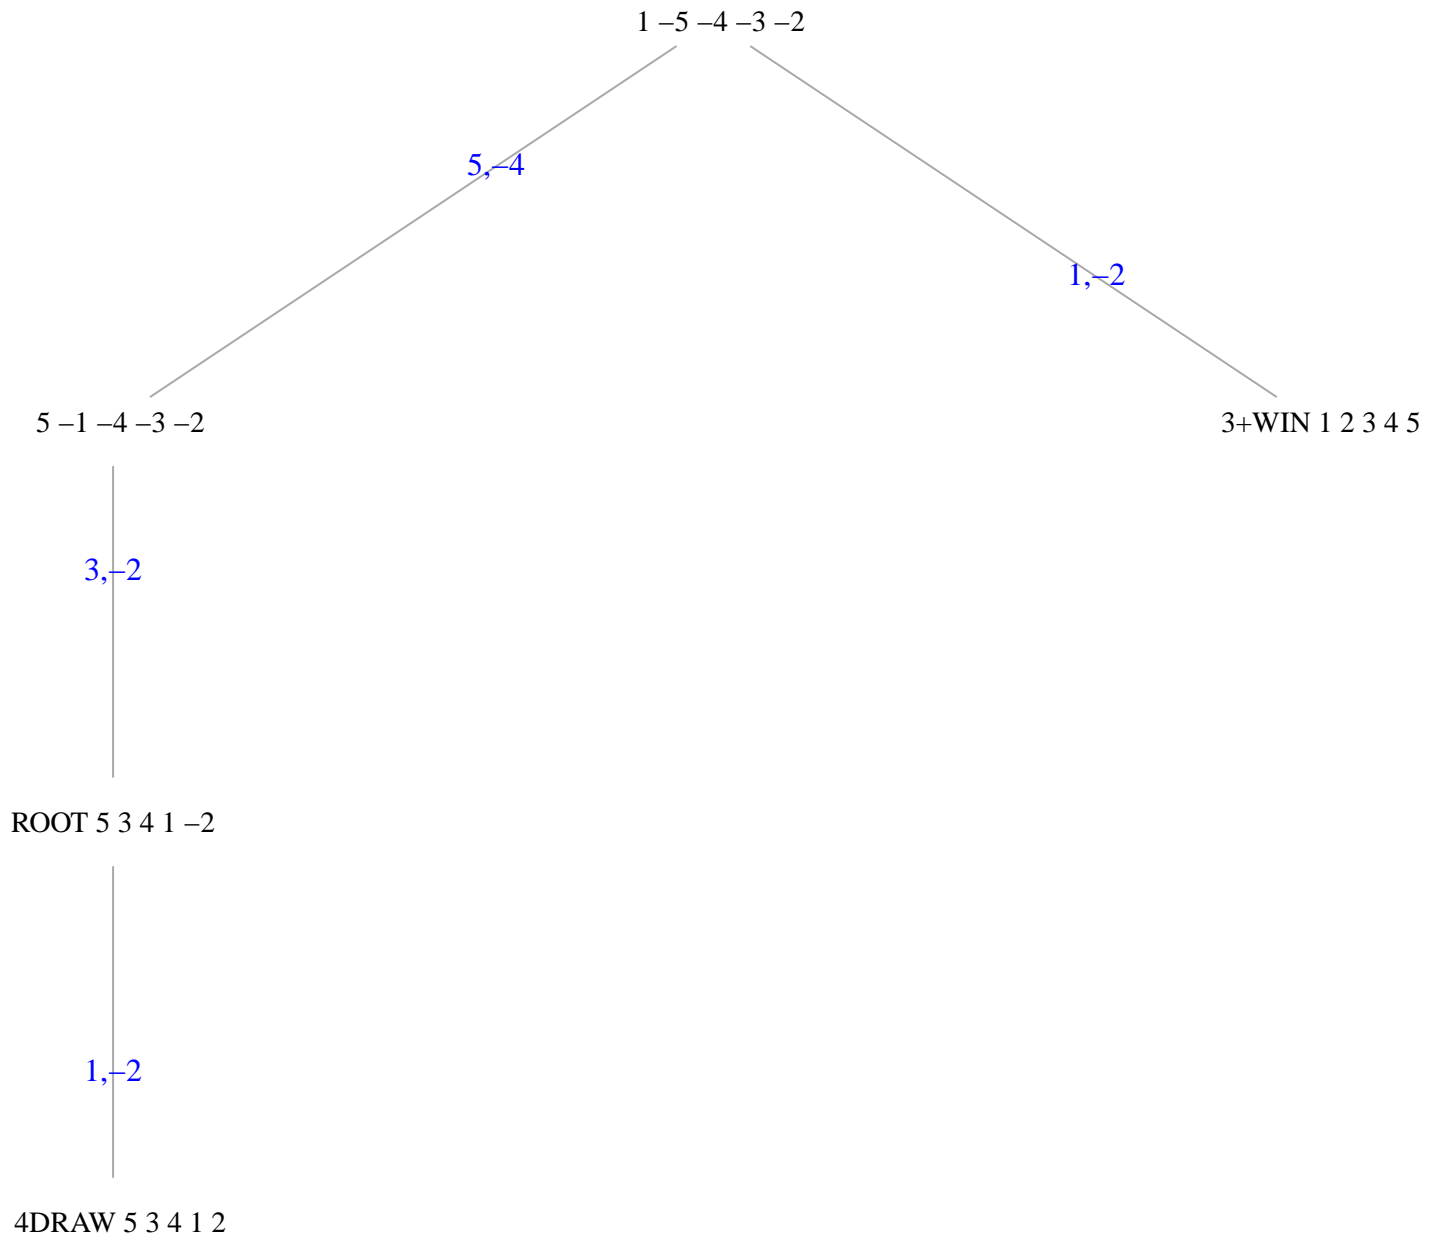 1 –5 –4 –3 –2
5,–4
1,–2
5 –1 –4 –3 –2
3+WIN 1 2 3 4 5
3,–2
ROOT 5 3 4 1 –2
1,–2
4DRAW 5 3 4 1 2